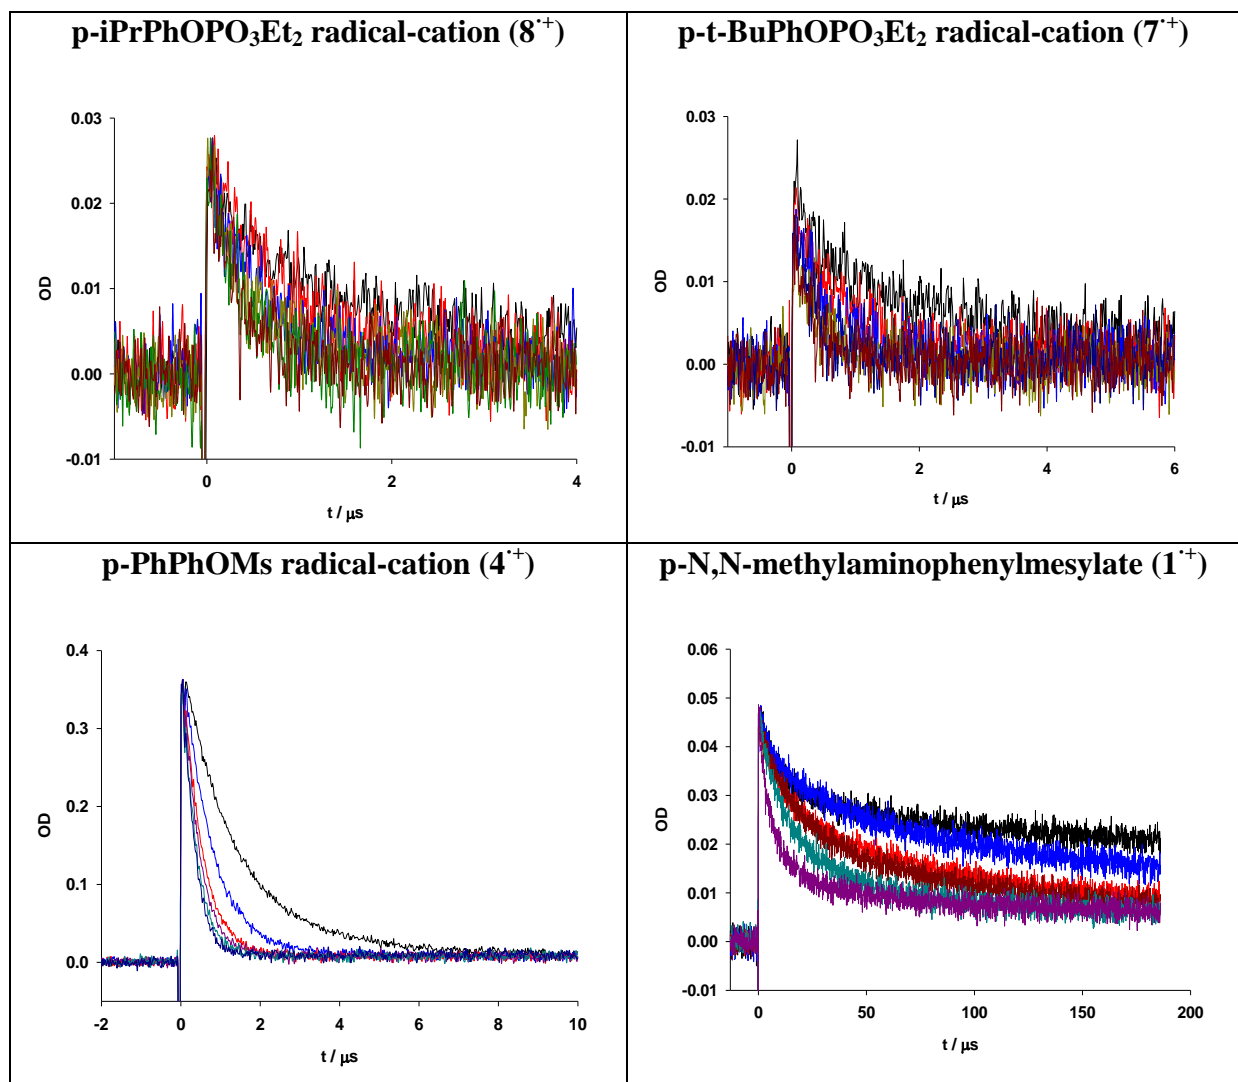 p-iPrPhOPO₃Et₂ radical-cation (8˙⁺)
0.03
0.02
0.01
0.00
-0.01
OD
0 2 4
t / μs
p-t-BuPhOPO₃Et₂ radical-cation (7˙⁺)
0.03
0.02
0.01
0.00
-0.01
OD
0 2 4 6
t / μs
p-PhPhOMs radical-cation (4˙⁺)
0.4
0.3
0.2
0.1
0.0
OD
-2 0 2 4 6 8 10
t / μs
p-N,N-methylaminophenylmesylate (1˙⁺)
0.06
0.05
0.04
0.03
0.02
0.01
0.00
-0.01
OD
0 50 100 150 200
t / μs